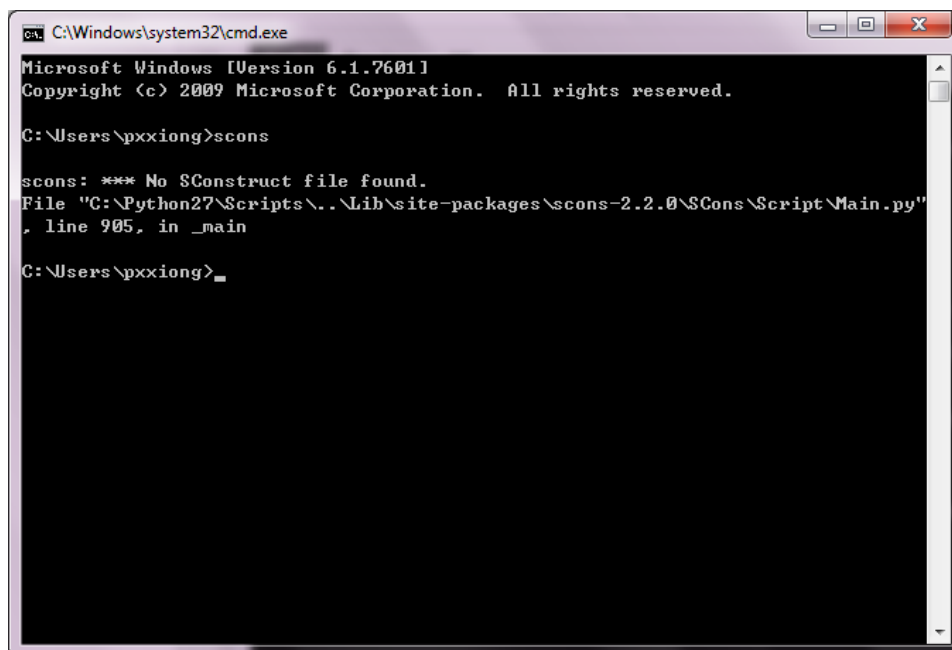 C:\Windows\system32\cmd.exe
Microsoft Windows [Version 6.1.7601]
Copyright (c) 2009 Microsoft Corporation.  All rights reserved.
C:\Users\pxxiong>scons
scons: *** No SConstruct file found.
File "C:\Python27\Scripts\..\Lib\site-packages\scons-2.2.0\SCons\Script\Main.py"
, line 905, in _main
C:\Users\pxxiong>_